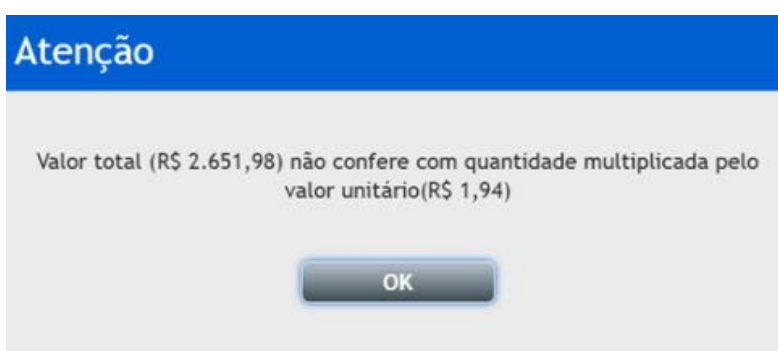 Atenção
Valor total (R$ 2.651,98) não confere com quantidade multiplicada pelo
valor unitário(R$ 1,94)
OK